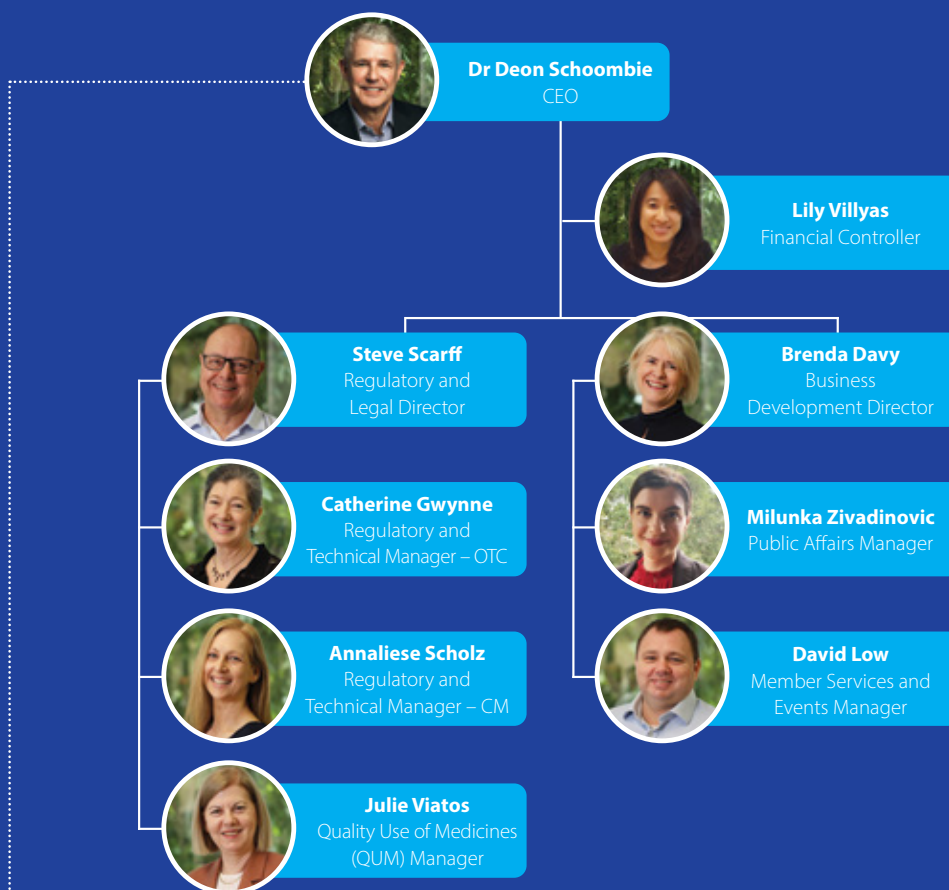 Dr Deon Schoombie
CEO
Lily Villyas
Financial Controller
Steve Scarff
Regulatory and
Legal Director
Brenda Davy
Business
Development Director
Catherine Gwynne
Regulatory and
Technical Manager – OTC
Milunka Zivadinovic
Public Affairs Manager
Annaliese Scholz
Regulatory and
Technical Manager – CM
David Low
Member Services and
Events Manager
Julie Viatos
Quality Use of Medicines
(QUM) Manager